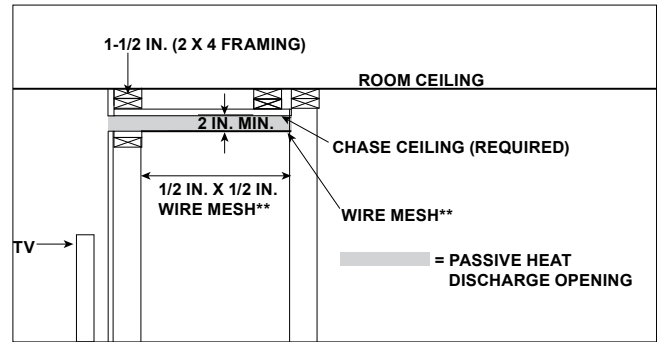 1-1/2 IN. (2 X 4 FRAMING)
ROOM CEILING
2 IN. MIN.
CHASE CEILING (REQUIRED)
1/2 IN. X 1/2 IN.
WIRE MESH**
WIRE MESH**
TV
= PASSIVE HEAT
DISCHARGE OPENING